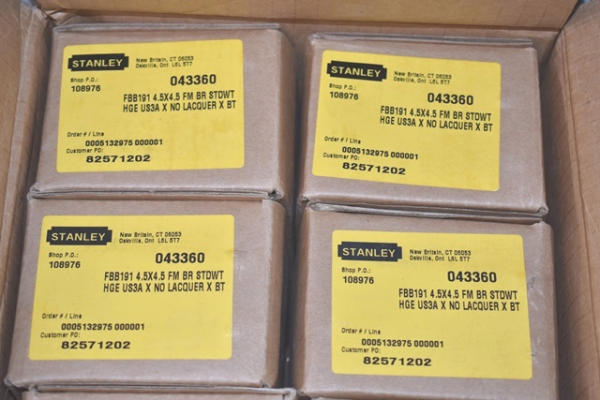 STANLEY
New Britain, CT 06053
Oakville, Ont L6L 5T7
Shop P.O.:
108976
043360
FBB191 4.5X4.5 FM BR STDWT
HGE US3A X NO LACQUER X BT
Order # / Line
0005132975 000001
Customer PO:
82571202
STANLEY
New Britain, CT 06053
Oakville, Ont L6L 5T7
Shop P.O.:
108976
043360
FBB191 4.5X4.5 FM BR STDWT
HGE US3A X NO LACQUER X BT
Order # / Line
0005132975 000001
Customer PO:
82571202
STANLEY
New Britain, CT 06053
Oakville, Ont L6L 5T7
Shop P.O.:
108976
043360
FBB191 4.5X4.5 FM BR STDWT
HGE US3A X NO LACQUER X BT
Order # / Line
0005132975 000001
Customer PO:
82571202
STANLEY
New Britain, CT 06053
Oakville, Ont L6L 5T7
Shop P.O.:
108976
043360
FBB191 4.5X4.5 FM BR STDWT
HGE US3A X NO LACQUER X BT
Order # / Line
0005132975 000001
Customer PO:
82571202